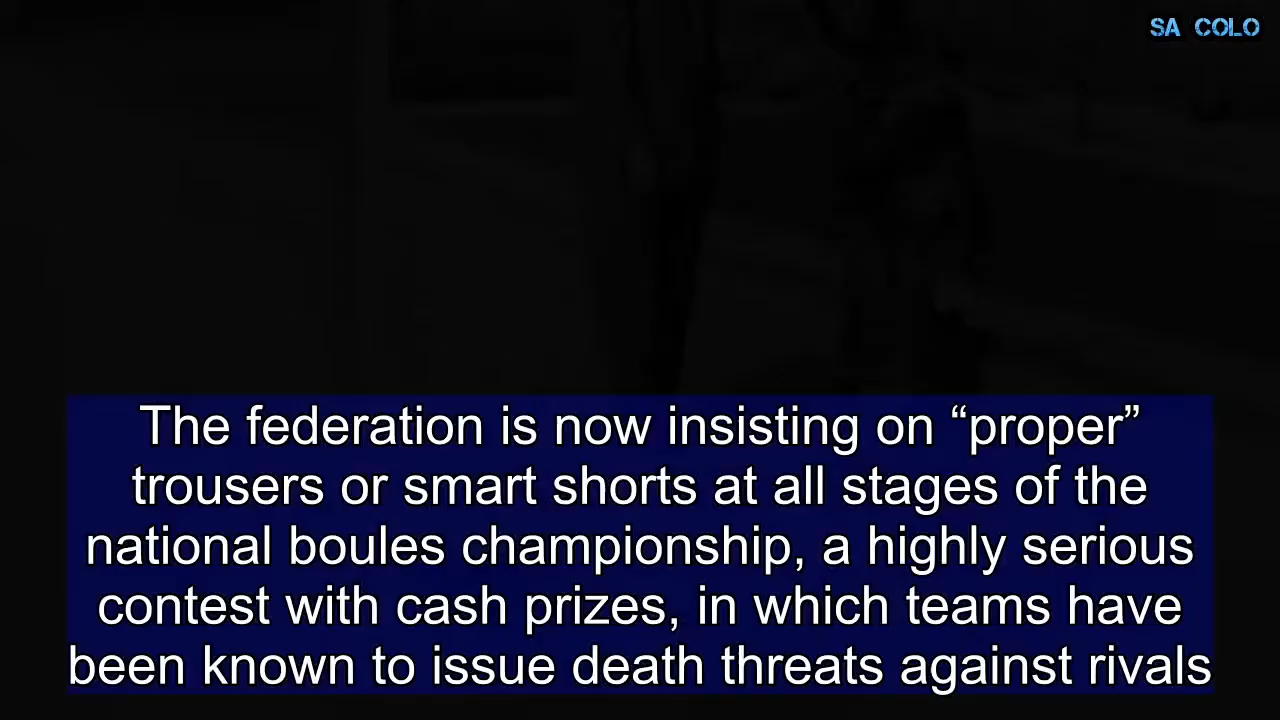 SA COLO
The federation is now insisting on “proper”
trousers or smart shorts at all stages of the
national boules championship, a highly serious
contest with cash prizes, in which teams have
been known to issue death threats against rivals